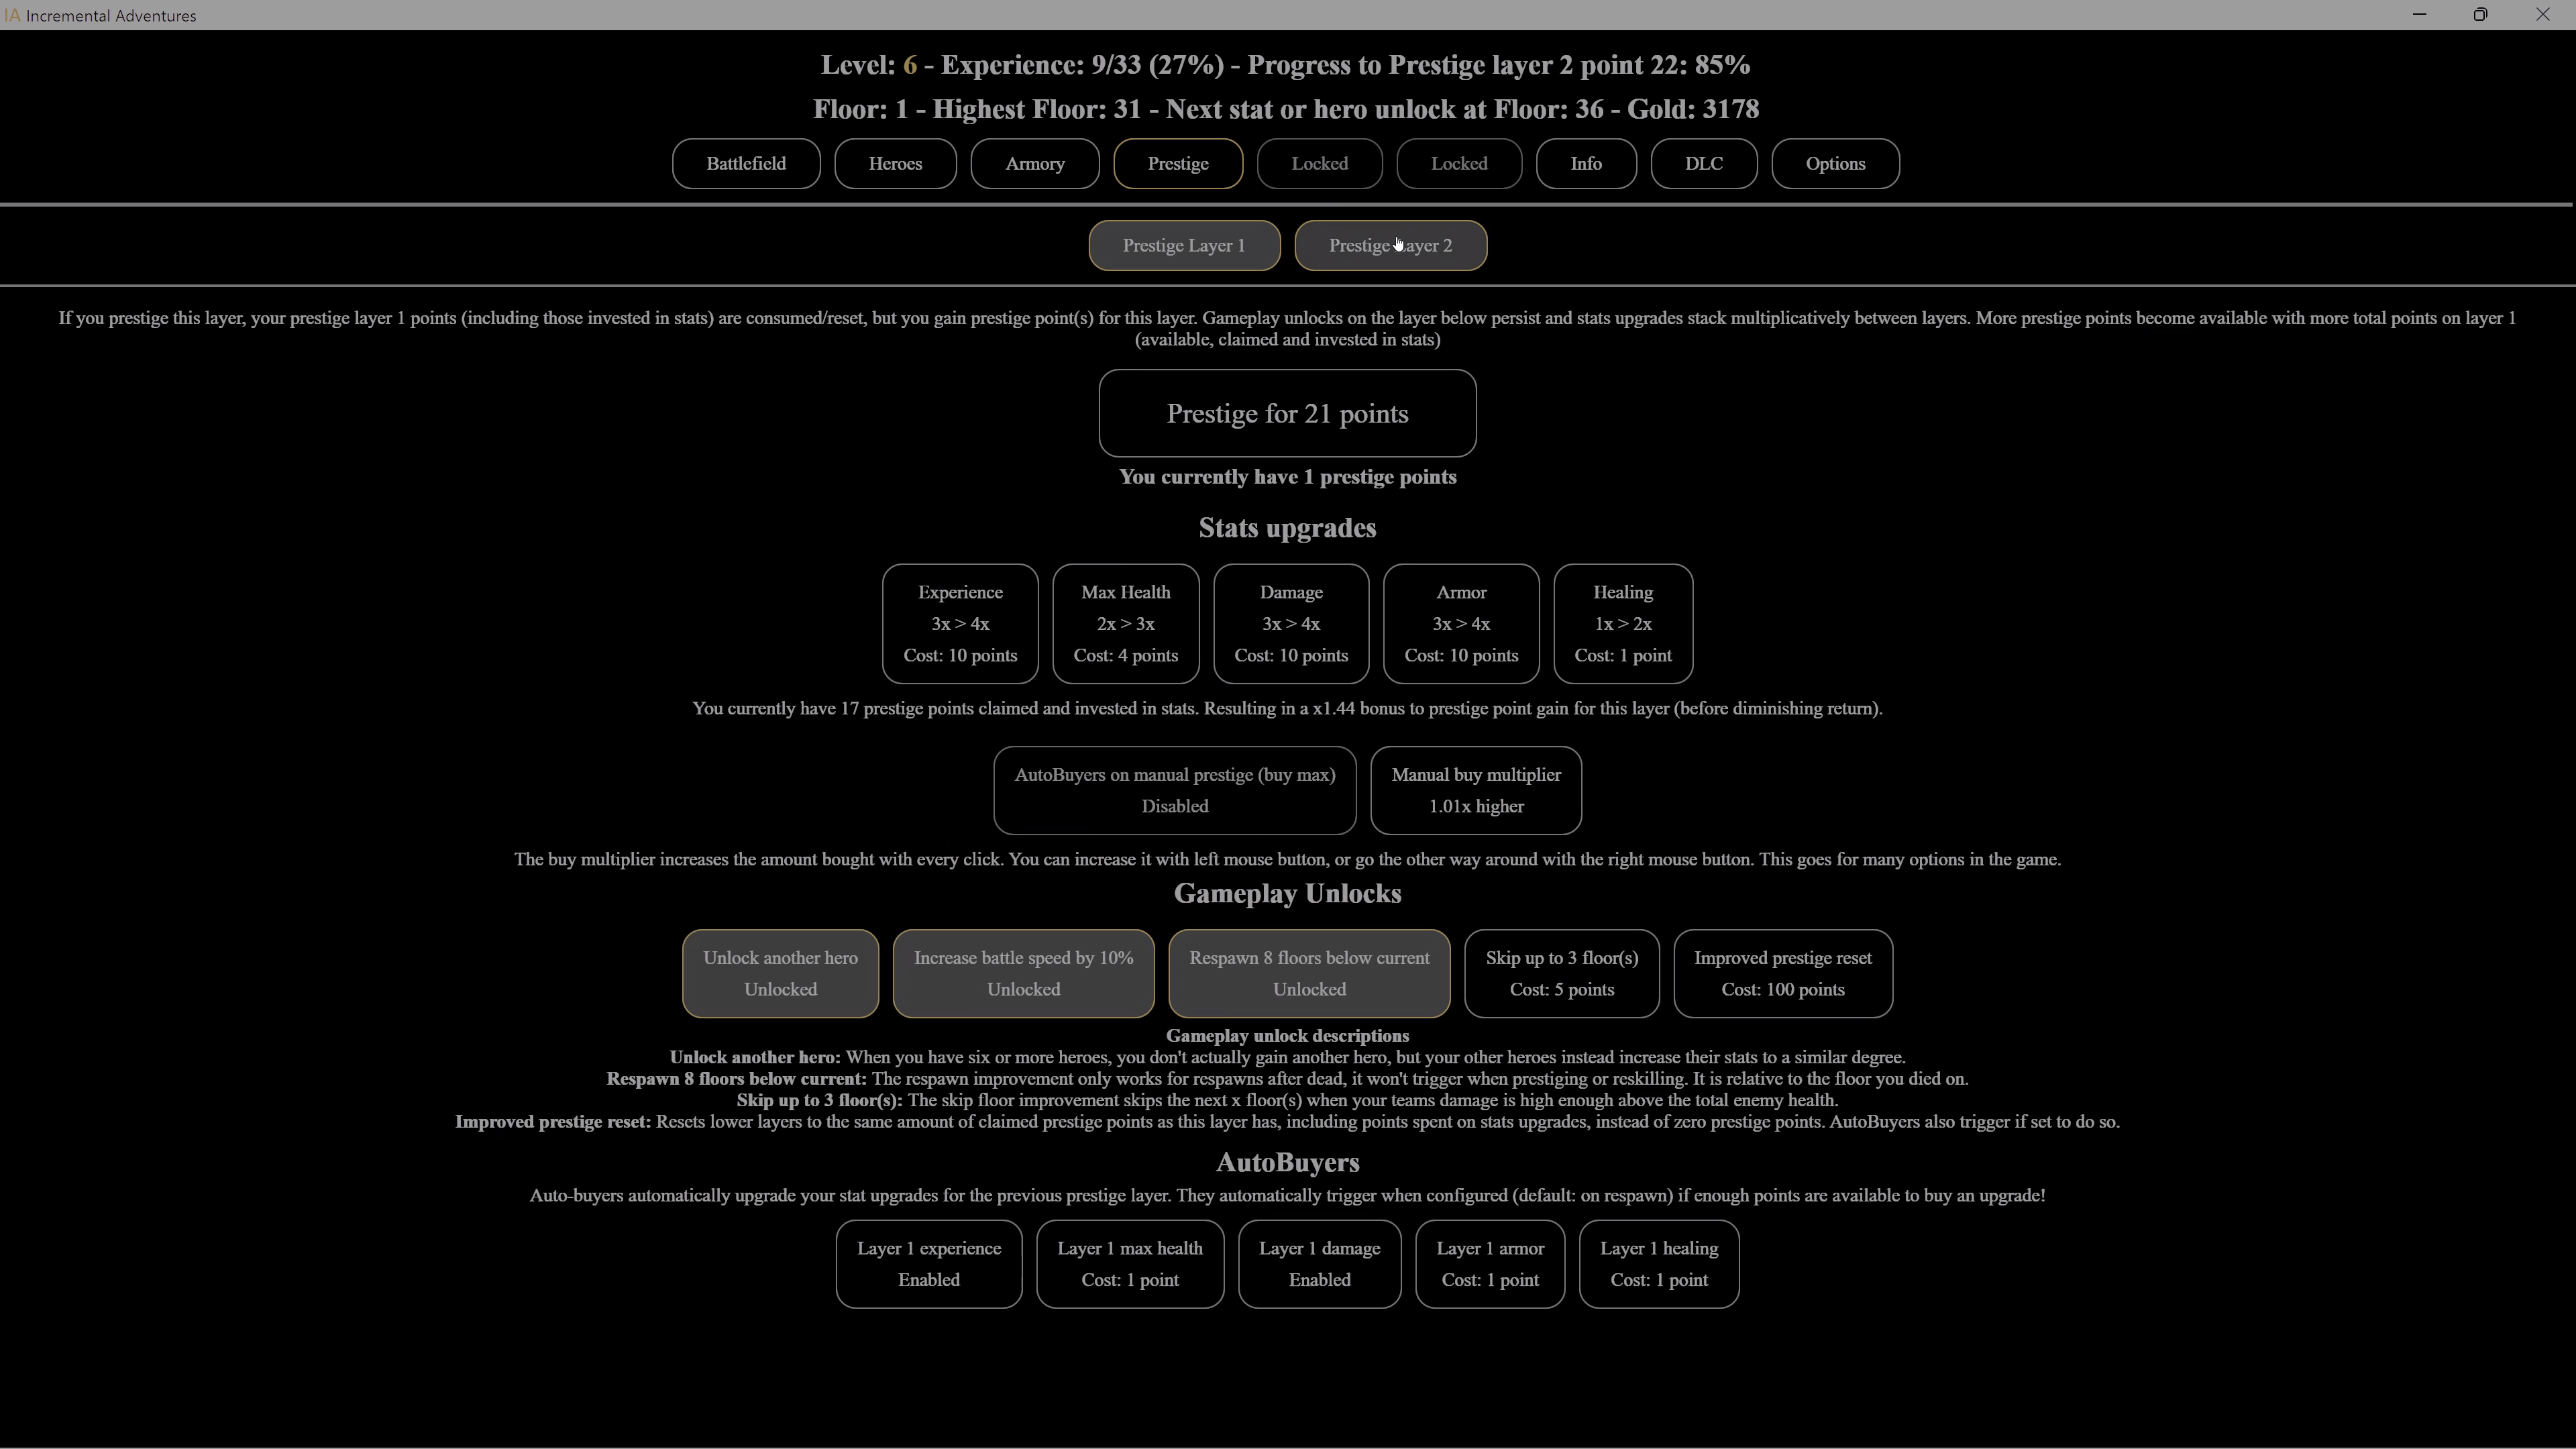 IA Incremental Adventures
Level: 6 - Experience: 9/33 (27%) - Progress to Prestige layer 2 point 22: 85%
Floor: 1 - Highest Floor: 31 - Next stat or hero unlock at Floor: 36 - Gold: 3178
Battlefield Heroes Armory Prestige Locked Locked Info DLC Options
Prestige Layer 1 Prestige Layer 2
If you prestige this layer, your prestige layer 1 points (including those invested in stats) are consumed/reset, but you gain prestige point(s) for this layer. Gameplay unlocks on the layer below persist and stats upgrades stack multiplicatively between layers. More prestige points become available with more total points on layer 1
(available, claimed and invested in stats)
Prestige for 21 points
You currently have 1 prestige points
Stats upgrades
Experience Max Health Damage Armor Healing
3x > 4x 2x > 3x 3x > 4x 3x > 4x 1x > 2x
Cost: 10 points Cost: 4 points Cost: 10 points Cost: 10 points Cost: 1 point
You currently have 17 prestige points claimed and invested in stats. Resulting in a x1.44 bonus to prestige point gain for this layer (before diminishing return).
AutoBuyers on manual prestige (buy max) Manual buy multiplier
Disabled 1.01x higher
The buy multiplier increases the amount bought with every click. You can increase it with left mouse button, or go the other way around with the right mouse button. This goes for many options in the game.
Gameplay Unlocks
Unlock another hero Increase battle speed by 10% Respawn 8 floors below current Skip up to 3 floor(s) Improved prestige reset
Unlocked Unlocked Unlocked Cost: 5 points Cost: 100 points
Gameplay unlock descriptions
Unlock another hero: When you have six or more heroes, you don't actually gain another hero, but your other heroes instead increase their stats to a similar degree.
Respawn 8 floors below current: The respawn improvement only works for respawns after dead, it won't trigger when prestiging or reskilling. It is relative to the floor you died on.
Skip up to 3 floor(s): The skip floor improvement skips the next x floor(s) when your teams damage is high enough above the total enemy health.
Improved prestige reset: Resets lower layers to the same amount of claimed prestige points as this layer has, including points spent on stats upgrades, instead of zero prestige points. AutoBuyers also trigger if set to do so.
AutoBuyers
Auto-buyers automatically upgrade your stat upgrades for the previous prestige layer. They automatically trigger when configured (default: on respawn) if enough points are available to buy an upgrade!
Layer 1 experience Layer 1 max health Layer 1 damage Layer 1 armor Layer 1 healing
Enabled Cost: 1 point Enabled Cost: 1 point Cost: 1 point